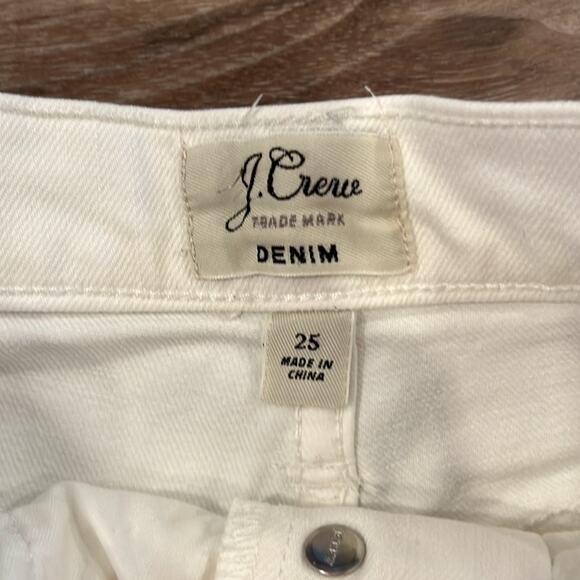 J.Crew
TRADE MARK
DENIM
25
MADE IN
CHINA